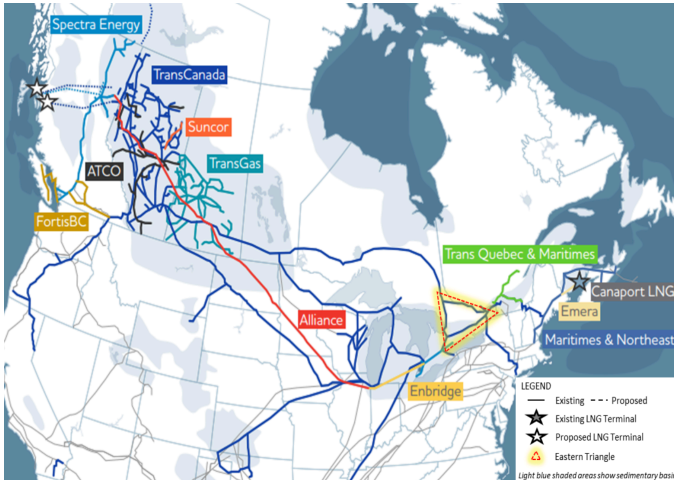 Spectra Energy
TransCanada
Suncor
ATCO
TransGas
FortisBC
Trans Quebec & Maritimes
Canaport LNG
Emera
Alliance
Maritimes & Northeast
Enbridge
LEGEND
Existing
Proposed
Existing LNG Terminal
Proposed LNG Terminal
Eastern Triangle
Light blue shaded areas show sedimentary basin